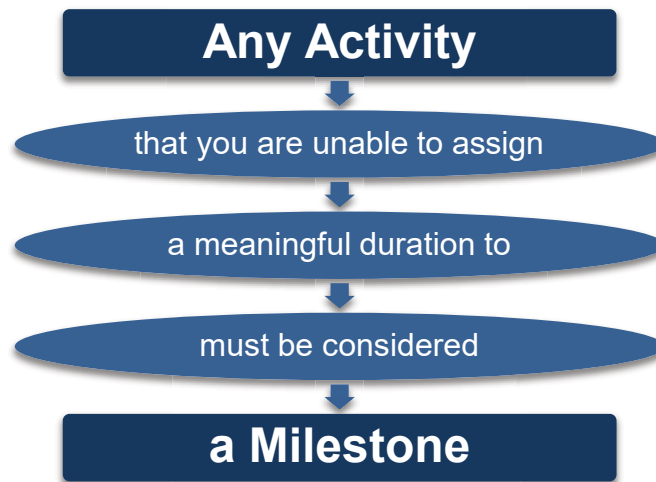 Any Activity
that you are unable to assign
a meaningful duration to
must be considered
a Milestone